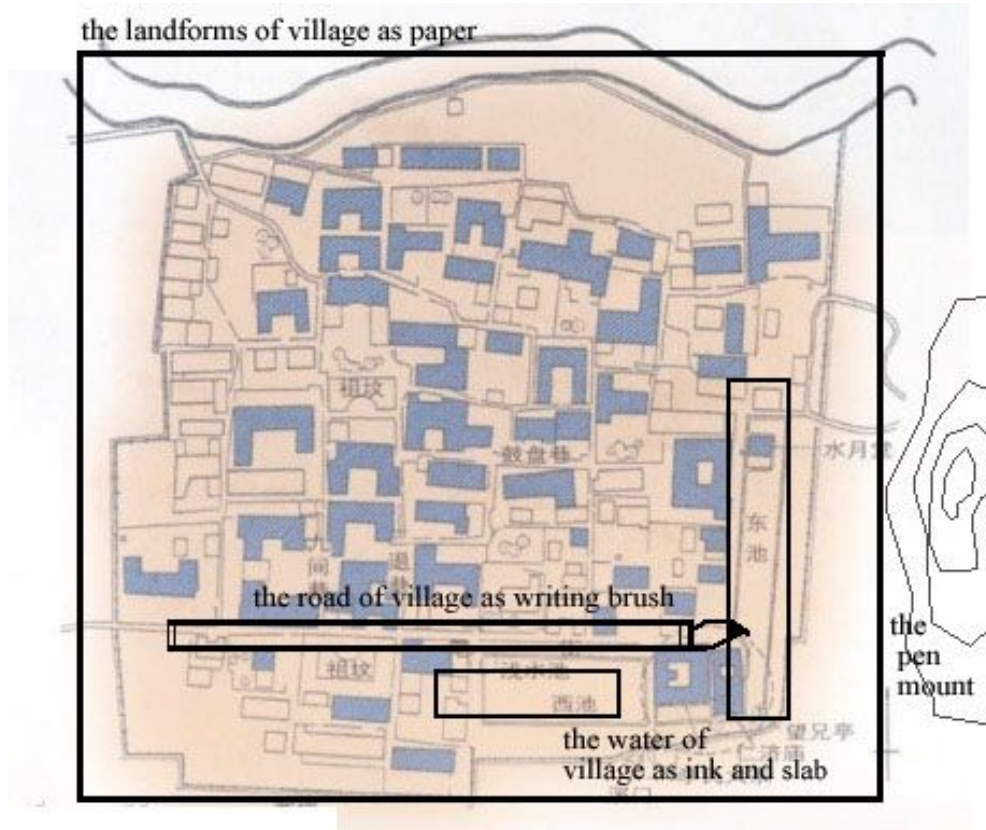 the landforms of village as paper
祖坟
鼓盘巷
水月堂
东
池
the road of village as writing brush
the
pen
mount
祖坟
浅水池
西池
望兄亭
the water of
village as ink and slab